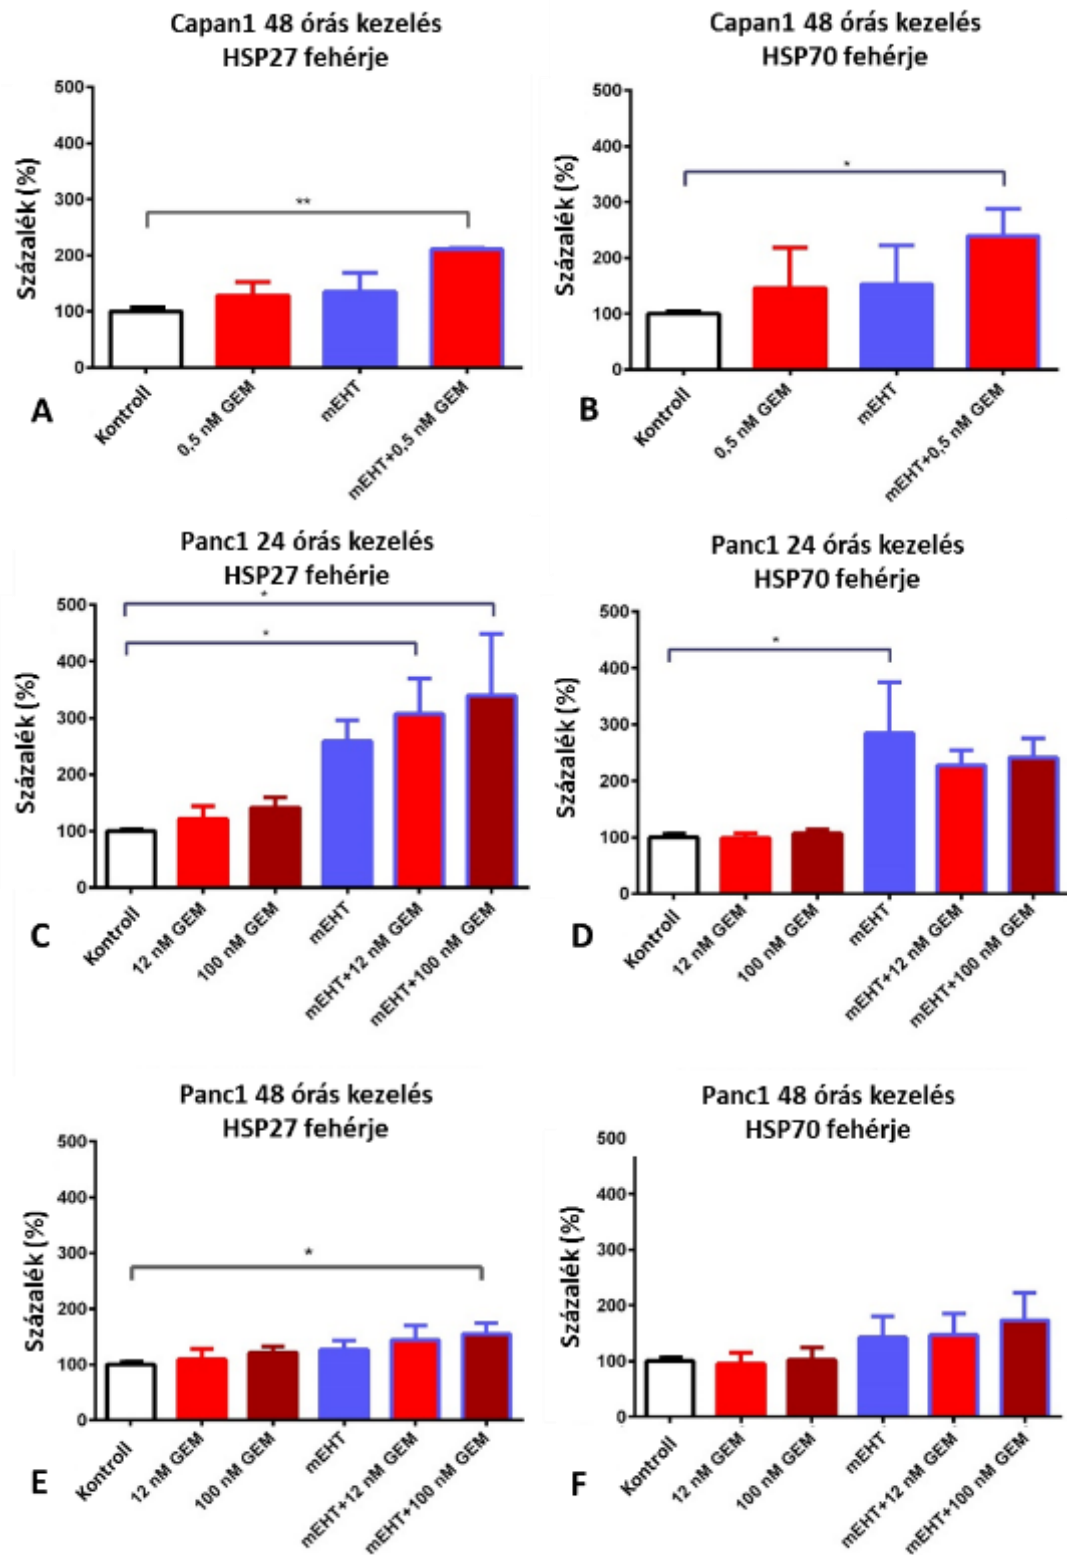 Capan1 48 órás kezelés
HSP27 fehérje
Százalék (%)
500
400
300
200
100
0
**
Kontroll
0,5 nM GEM
mEHT
mEHT+0,5 nM GEM
A
Capan1 48 órás kezelés
HSP70 fehérje
Százalék (%)
500
400
300
200
100
0
*
Kontroll
0,5 nM GEM
mEHT
mEHT+0,5 nM GEM
B
Panc1 24 órás kezelés
HSP27 fehérje
Százalék (%)
500
400
300
200
100
0
*
*
Kontroll
12 nM GEM
100 nM GEM
mEHT
mEHT+12 nM GEM
mEHT+100 nM GEM
C
Panc1 24 órás kezelés
HSP70 fehérje
Százalék (%)
500
400
300
200
100
0
*
Kontroll
12 nM GEM
100 nM GEM
mEHT
mEHT+12 nM GEM
mEHT+100 nM GEM
D
Panc1 48 órás kezelés
HSP27 fehérje
Százalék (%)
500
400
300
200
100
0
*
Kontroll
12 nM GEM
100 nM GEM
mEHT
mEHT+12 nM GEM
mEHT+100 nM GEM
E
Panc1 48 órás kezelés
HSP70 fehérje
Százalék (%)
500
400
300
200
100
0
Kontroll
12 nM GEM
100 nM GEM
mEHT
mEHT+12 nM GEM
mEHT+100 nM GEM
F